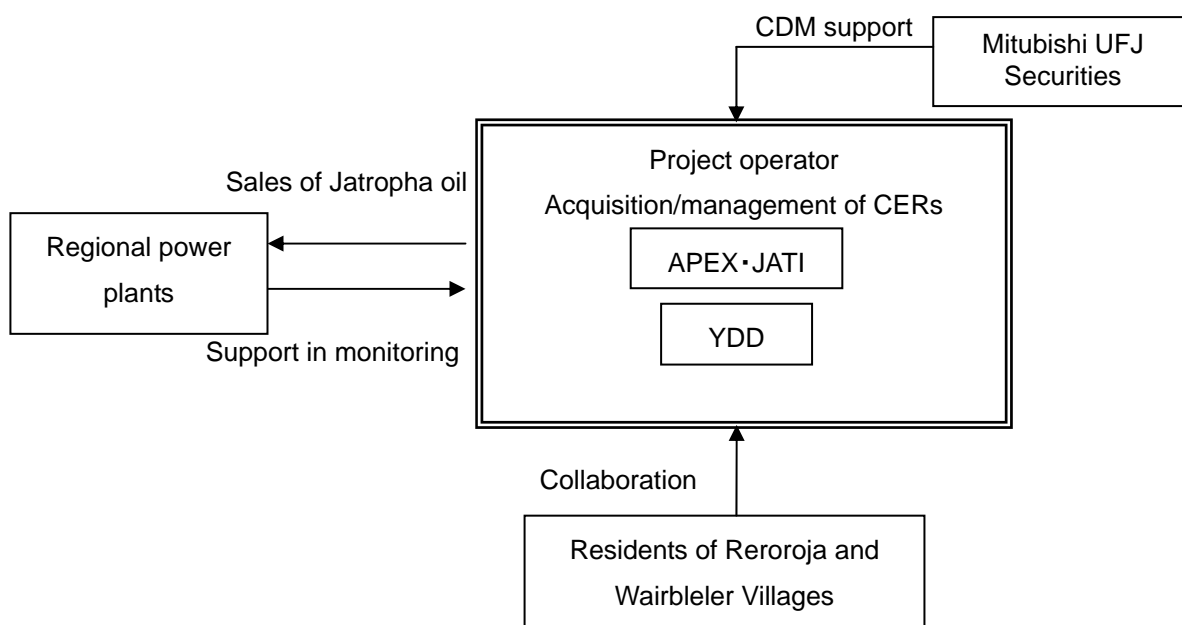 CDM support
Mitubishi UFJ
Securities
Project operator
Acquisition/management of CERs
APEX・JATI
YDD
Sales of Jatropha oil
Regional power
plants
Support in monitoring
Collaboration
Residents of Reroroja and
Wairbleler Villages